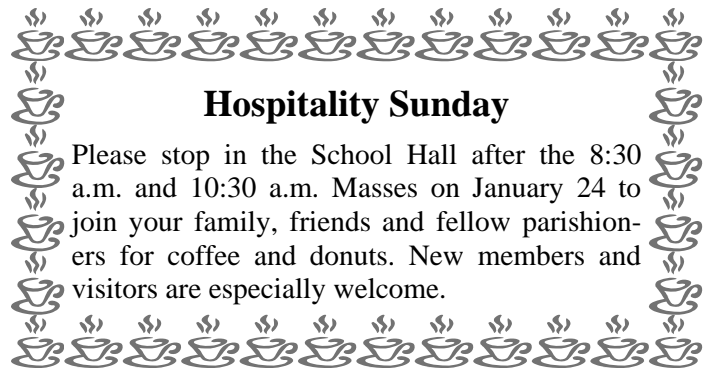 Hospitality Sunday
Please stop in the School Hall after the 8:30
a.m. and 10:30 a.m. Masses on January 24 to
join your family, friends and fellow parishion-
ers for coffee and donuts. New members and
visitors are especially welcome.